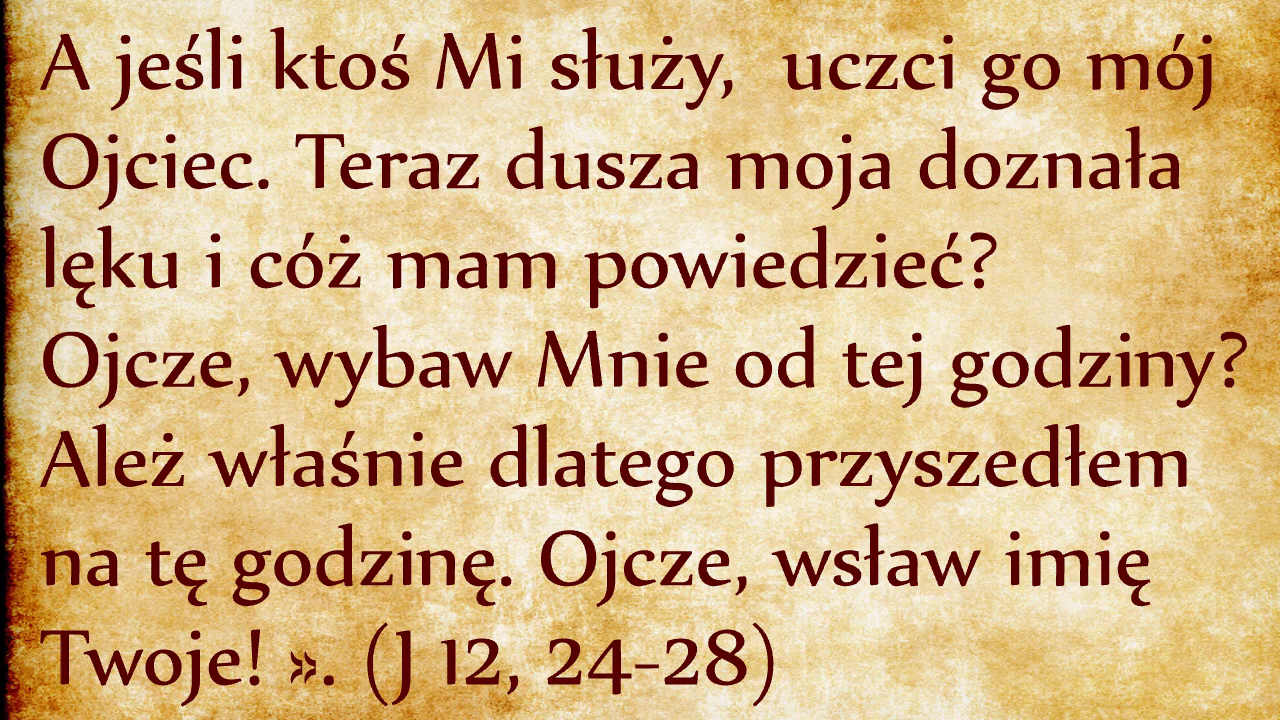 A jeśli ktoś Mi służy,  uczci go mój
Ojciec. Teraz dusza moja doznała
lęku i cóż mam powiedzieć?
Ojcze, wybaw Mnie od tej godziny?
Ależ właśnie dlatego przyszedłem
na tę godzinę. Ojcze, wsław imię
Twoje! ». (J 12, 24-28)